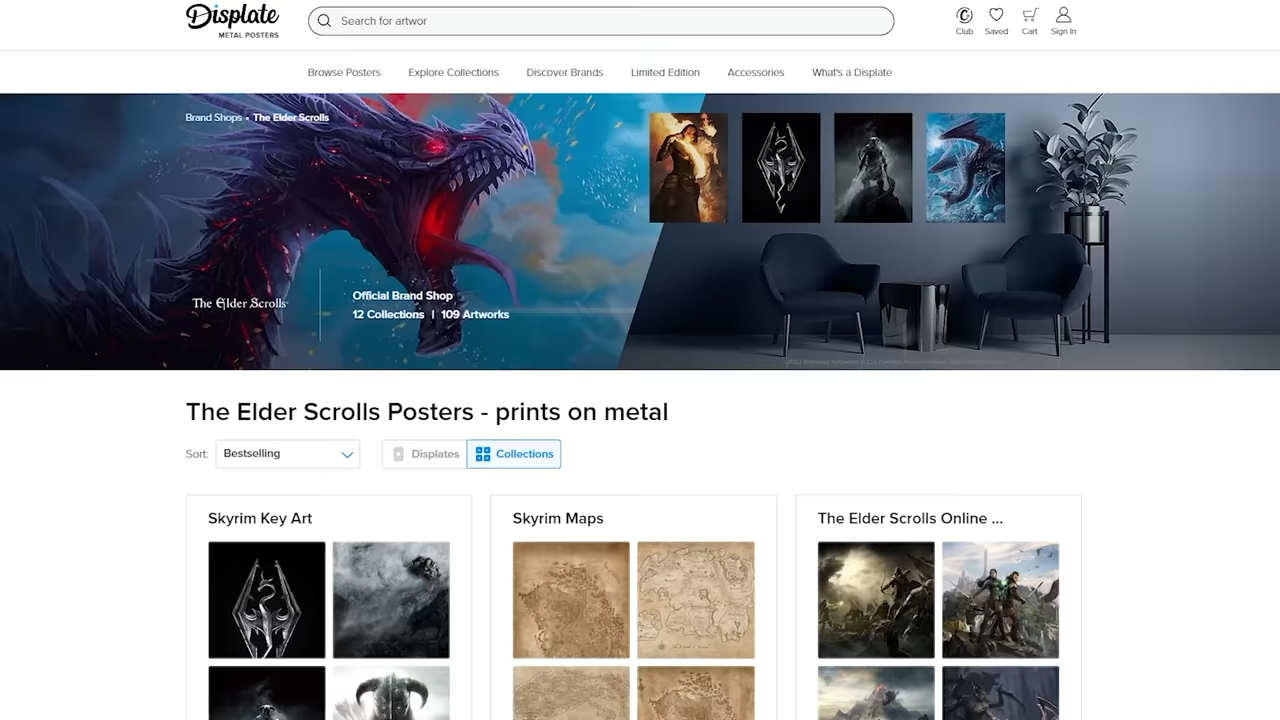 Displate
METAL POSTERS
Search for artwor
Club
Saved
Cart
Sign In
Browse Posters
Explore Collections
Discover Brands
Limited Edition
Accessories
What's a Displate
Brand Shops • The Elder Scrolls
The Elder Scrolls
Official Brand Shop
12 Collections | 109 Artworks
The Elder Scrolls Posters - prints on metal
Sort:
Bestselling
Displates
Collections
Skyrim Key Art
Skyrim Maps
The Elder Scrolls Online ...